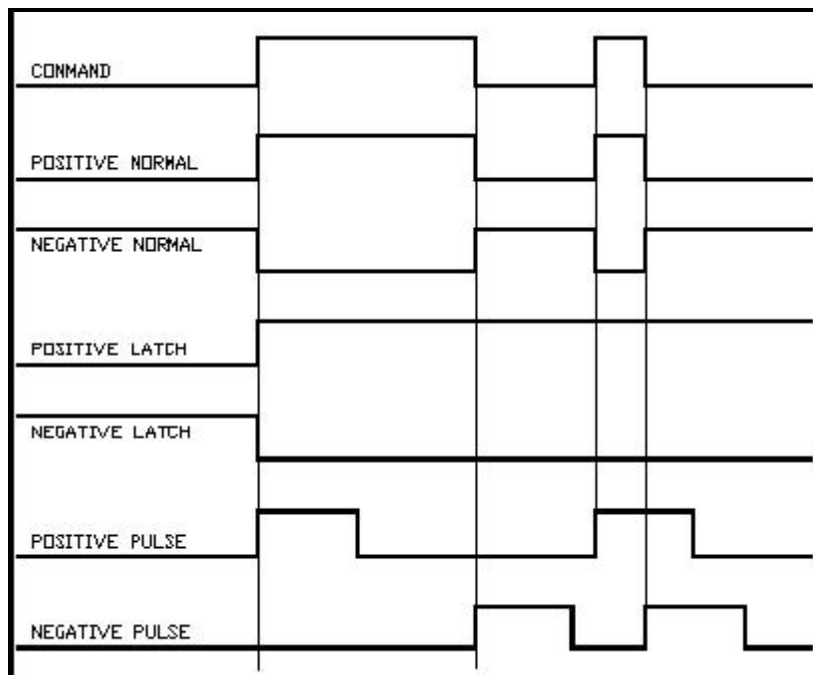 CONMAND
POSITIVE NORMAL
NEGATIVE NORMAL
POSITIVE LATCH
NEGATIVE LATCH
POSITIVE PULSE
NEGATIVE PULSE